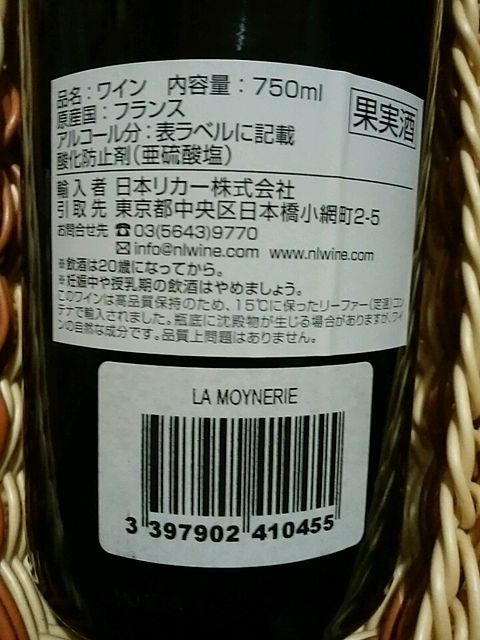 品名：ワイン　内容量：750ml
原産国：フランス
果実酒
アルコール分：表ラベルに記載
酸化防止剤（亜硫酸塩）
輸入者 日本リカー株式会社
引取先 東京都中央区日本橋小網町2-5
お問合せ先 ☎03(5643)9770
✉info@nlwine.com www.nlwine.com
※飲酒は20歳になってから。
※妊娠中や授乳期の飲酒はやめましょう。
このワインは高品質保持のため、15℃に保ったリーファー（定温）コン
テナで輸入されました。瓶底に沈殿物が生じる場合がありますが、ワイ
ンの自然な成分です。品質上問題はありません。
LA MOYNERIE
3 397902 410455